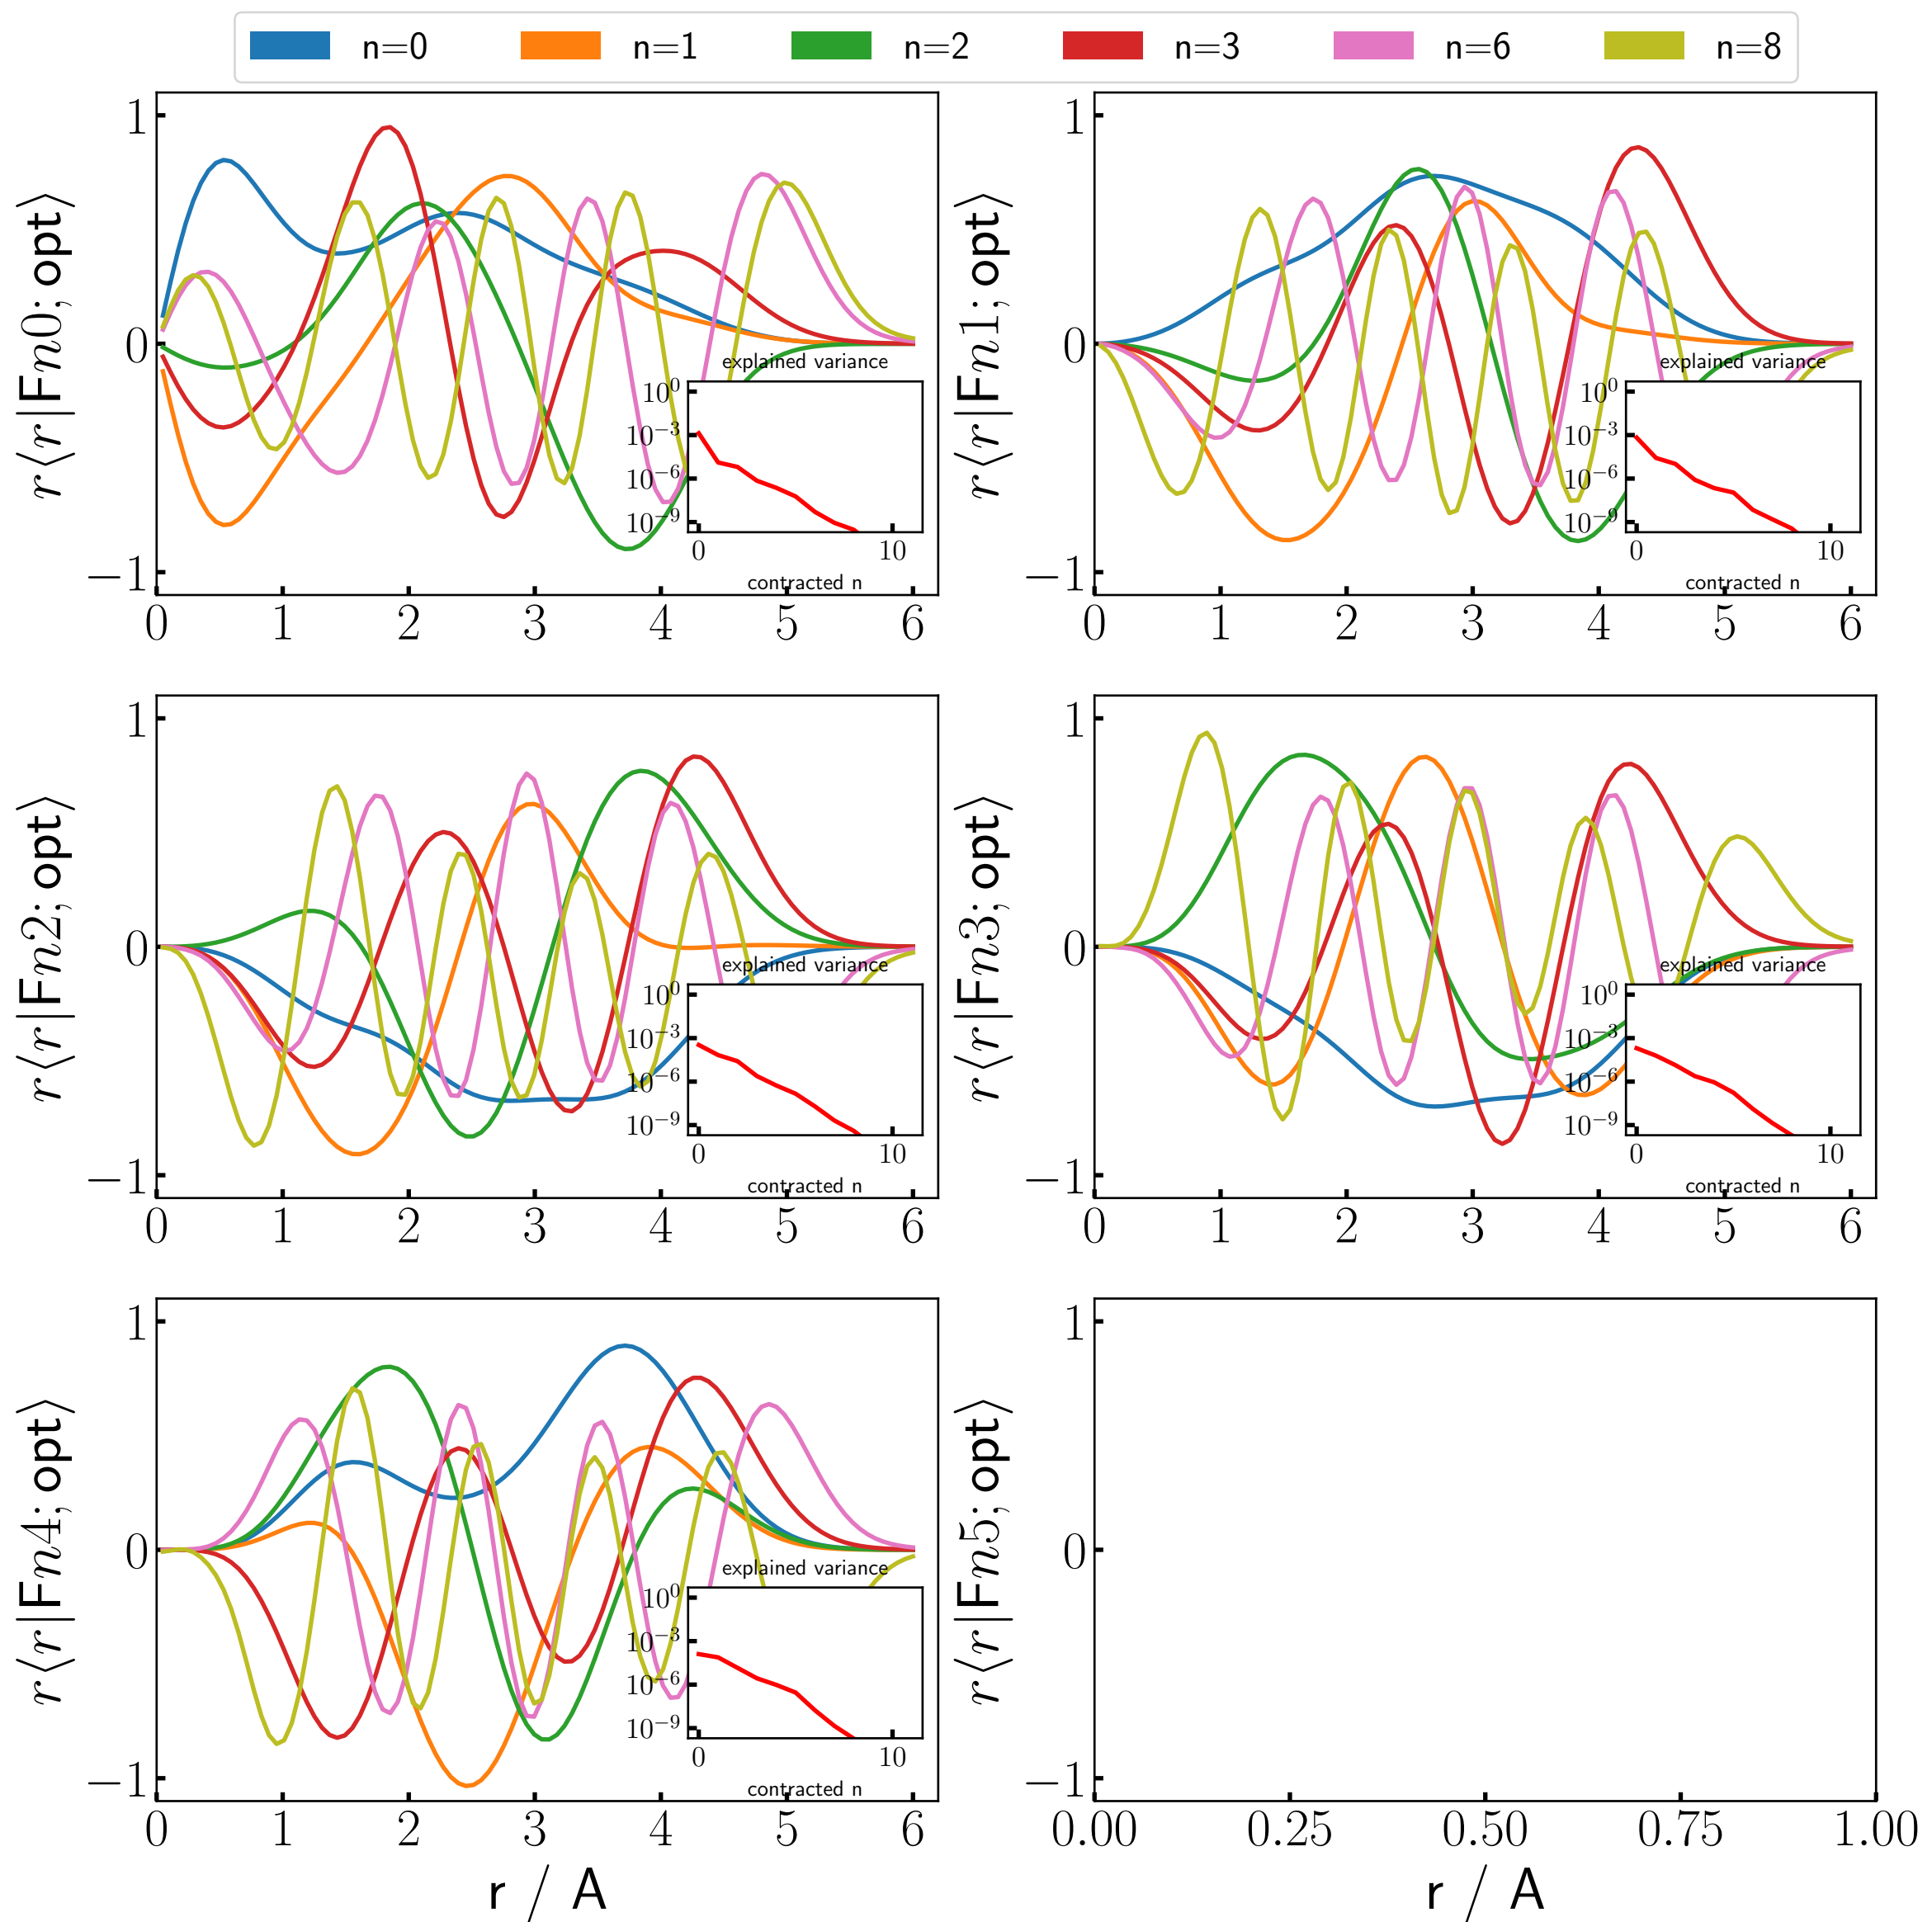 n=0 n=1 n=2 n=3 n=6 n=8
r⟨r|Fn0; opt⟩
1
0
−1
0 1 2 3 4 5 6
explained variance
10^0
10^−3
10^−6
10^−9
0 10
contracted n
r⟨r|Fn1; opt⟩
1
0
−1
0 1 2 3 4 5 6
explained variance
10^0
10^−3
10^−6
10^−9
0 10
contracted n
r⟨r|Fn2; opt⟩
1
0
−1
0 1 2 3 4 5 6
explained variance
10^0
10^−3
10^−6
10^−9
0 10
contracted n
r⟨r|Fn3; opt⟩
1
0
−1
0 1 2 3 4 5 6
explained variance
10^0
10^−3
10^−6
10^−9
0 10
contracted n
r⟨r|Fn4; opt⟩
1
0
−1
0 1 2 3 4 5 6
r / A
explained variance
10^0
10^−3
10^−6
10^−9
0 10
contracted n
r⟨r|Fn5; opt⟩
1
0
−1
0.00 0.25 0.50 0.75 1.00
r / A